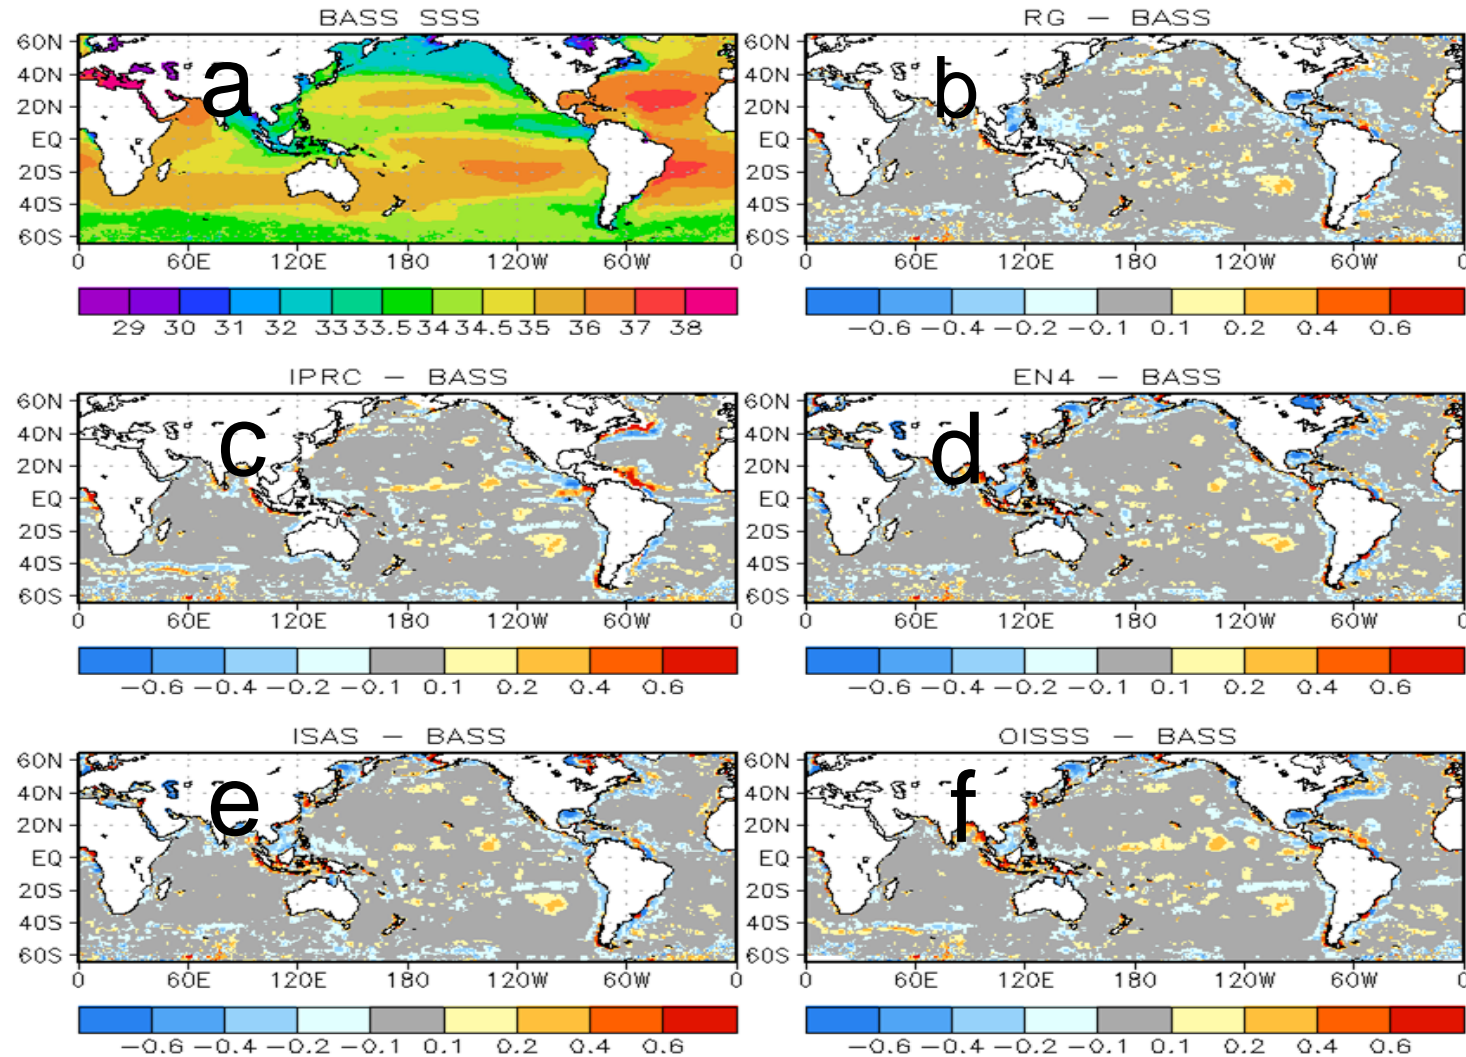 BASS SSS
RG − BASS
60N
40N
20N
EQ
20S
40S
60S
a
0 60E 120E 180 120W 60W 0
29 30 31 32 33 33.5 34 34.5 35 36 37 38
60N
40N
20N
EQ
20S
40S
60S
b
0 60E 120E 180 120W 60W 0
−0.6 −0.4 −0.2 −0.1 0.1 0.2 0.4 0.6
IPRC − BASS
EN4 − BASS
60N
40N
20N
EQ
20S
40S
60S
c
0 60E 120E 180 120W 60W 0
−0.6 −0.4 −0.2 −0.1 0.1 0.2 0.4 0.6
60N
40N
20N
EQ
20S
40S
60S
d
0 60E 120E 180 120W 60W 0
−0.6 −0.4 −0.2 −0.1 0.1 0.2 0.4 0.6
ISAS − BASS
OISSS − BASS
60N
40N
20N
EQ
20S
40S
60S
e
0 60E 120E 180 120W 60W 0
−0.6 −0.4 −0.2 −0.1 0.1 0.2 0.4 0.6
60N
40N
20N
EQ
20S
40S
60S
f
0 60E 120E 180 120W 60W 0
−0.6 −0.4 −0.2 −0.1 0.1 0.2 0.4 0.6